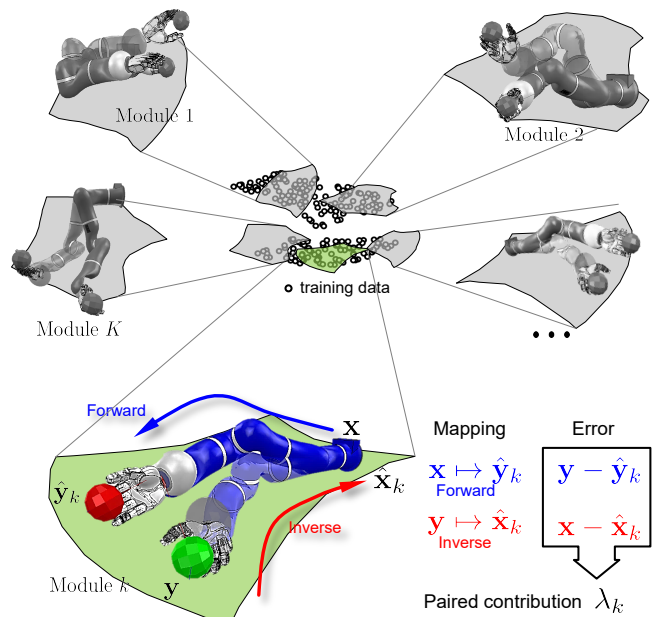 Module 1
Module 2
training data
Module K
...
Forward
x
Mapping
Error
ŷₖ
x̂ₖ
x ↦ ŷₖ
Forward
y − ŷₖ
Inverse
y ↦ x̂ₖ
Inverse
x − x̂ₖ
Module k
y
Paired contribution λₖ